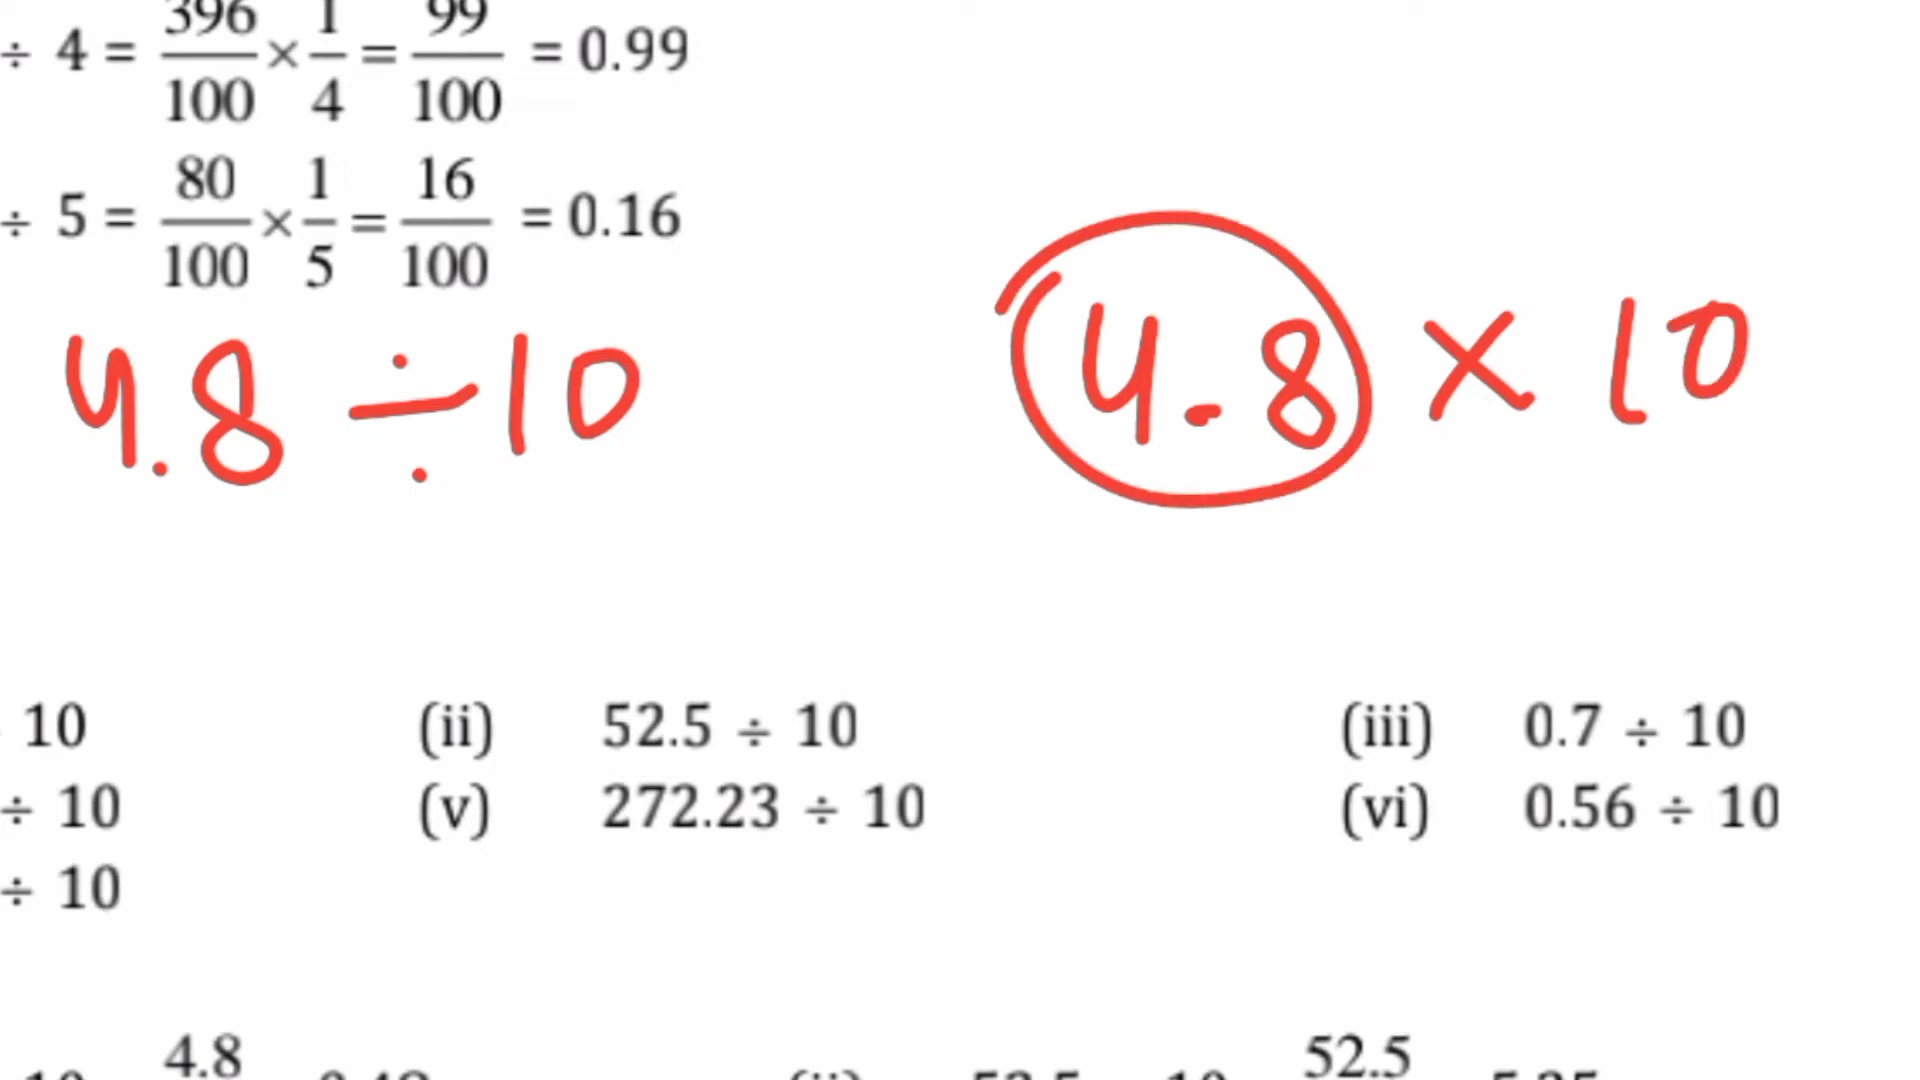 ÷ 4 = 396/100 × 1/4 = 99/100 = 0.99
÷ 5 = 80/100 × 1/5 = 16/100 = 0.16
4.8 ÷ 10
4.8 × 10
10 (ii) 52.5 ÷ 10 (iii) 0.7 ÷ 10
÷ 10 (v) 272.23 ÷ 10 (vi) 0.56 ÷ 10
÷ 10
4.8 52.5